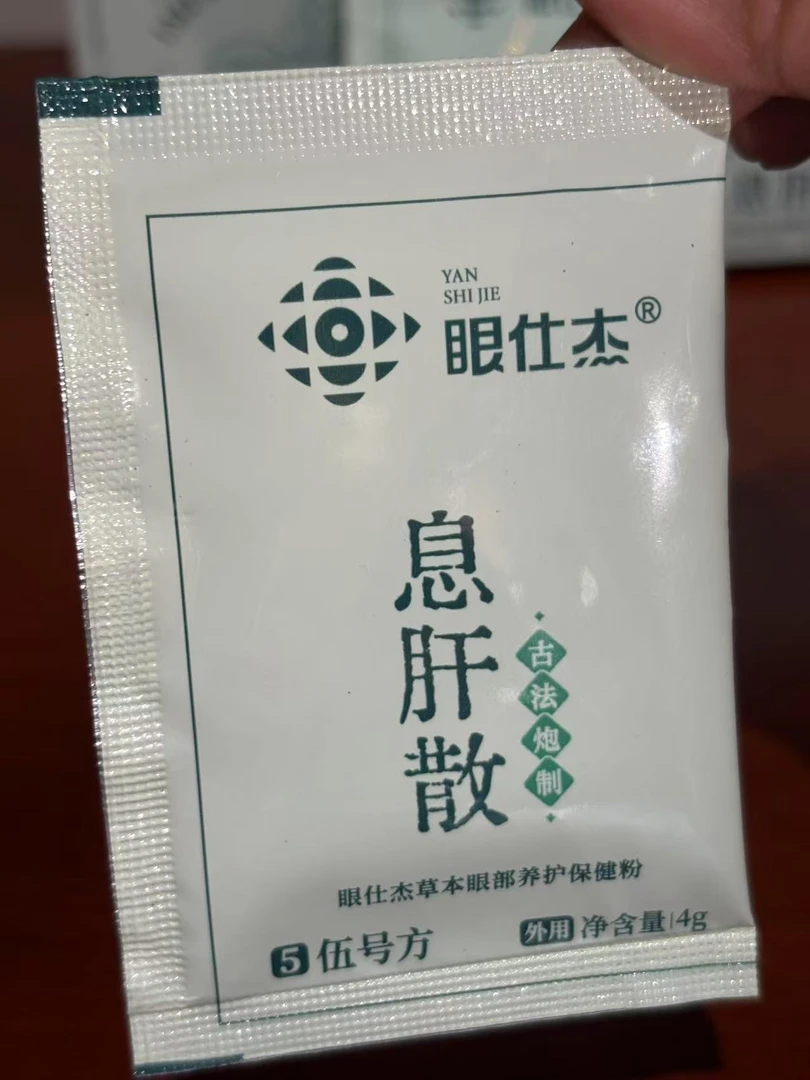 YAN
SHI JIE
眼仕杰®
息肝散
古法炮制
眼仕杰草本眼部养护保健粉
5 伍号方
外用 净含量|4g